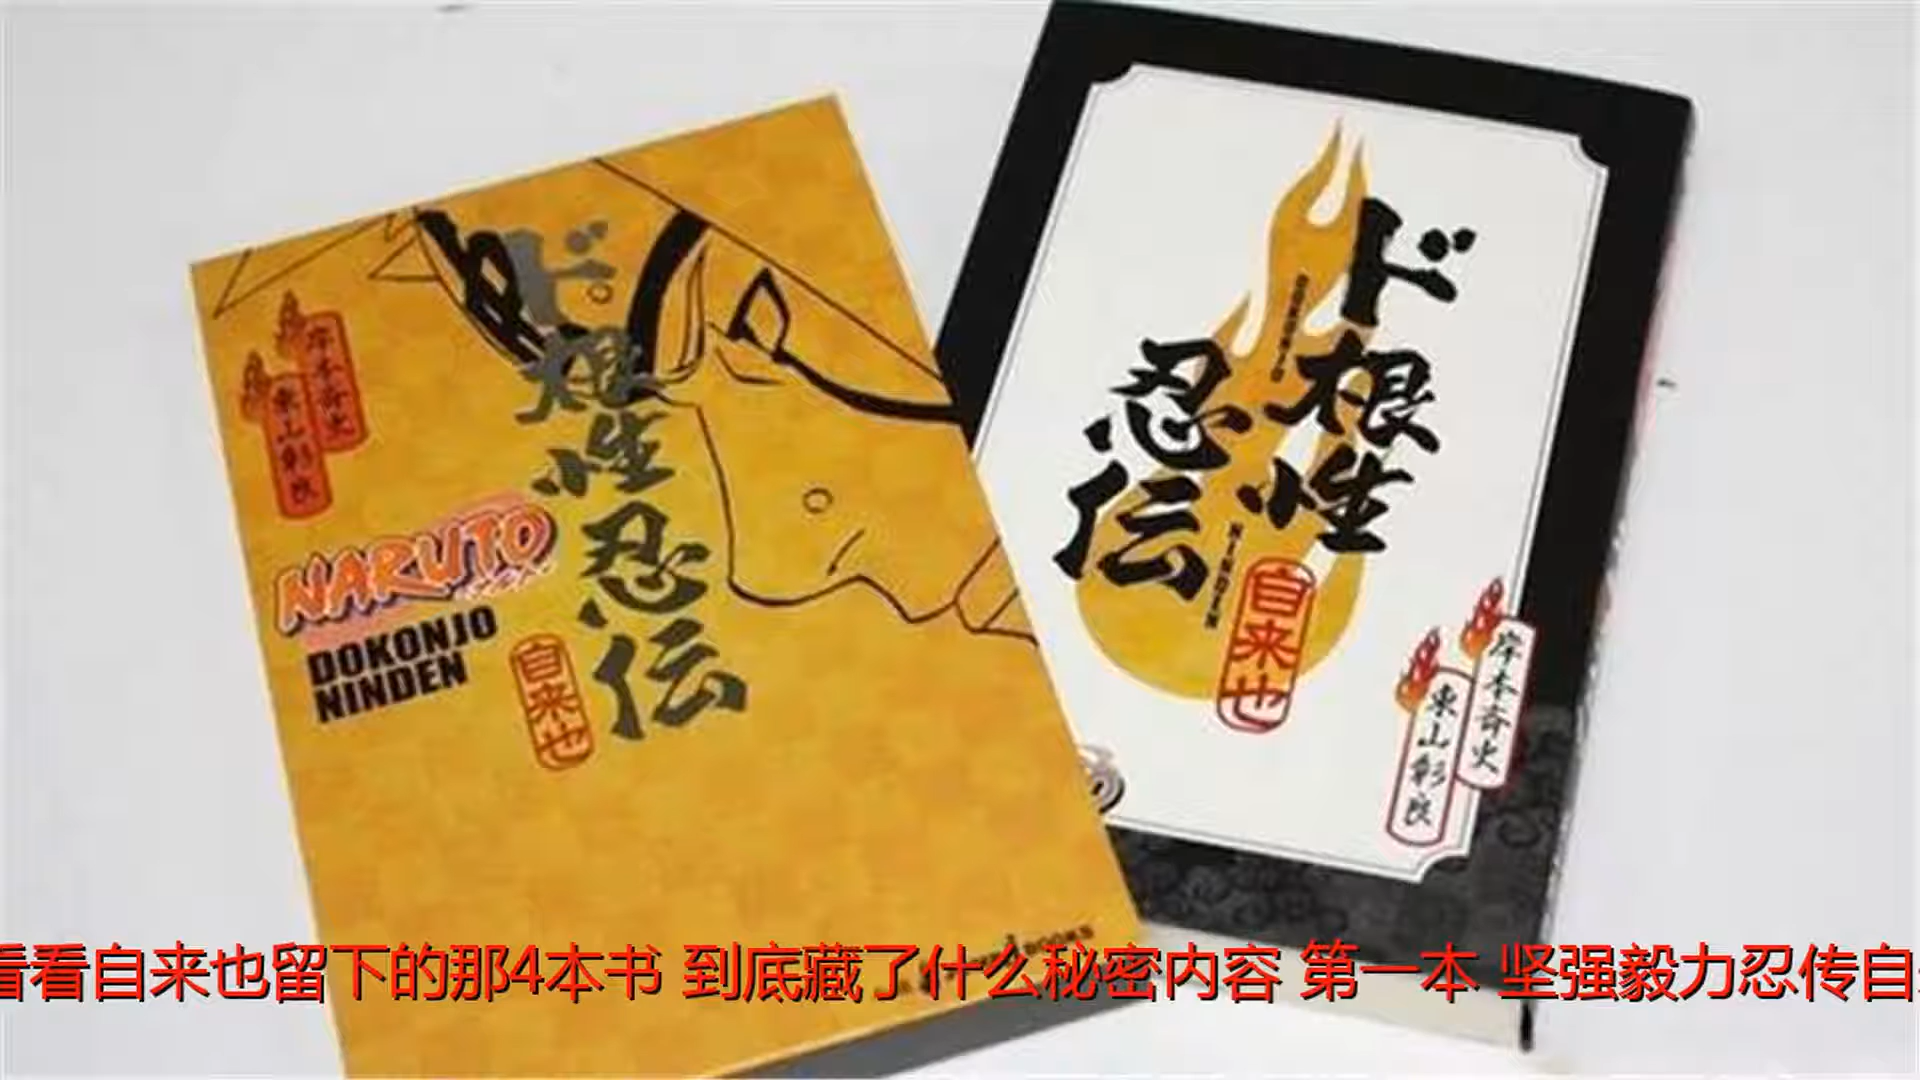 ド根性忍伝
自来也
岸本斉史
東山彰良
NARUTO
DOKONJO
NINDEN
BOOKS
ド根性
忍伝
DOKONJO
NINDEN
自来也
岸本斉史
東山彰良
看看自来也留下的那4本书 到底藏了什么秘密内容 第一本 坚强毅力忍传自